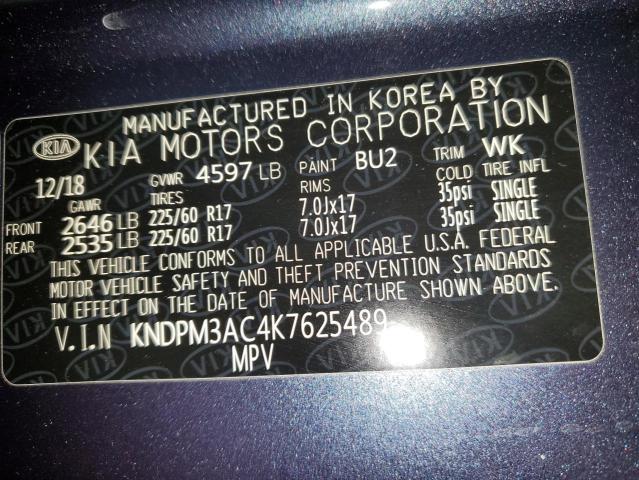 MANUFACTURED IN KOREA BY
KIA KIA MOTORS CORPORATION
12/18 GVWR 4597 LB PAINT BU2 TRIM WK
GAWR TIRES RIMS COLD TIRE INFL
FRONT 2646 LB 225/60 R17 7.0Jx17 35psi SINGLE
REAR 2535 LB 225/60 R17 7.0Jx17 35psi SINGLE
THIS VEHICLE CONFORMS TO ALL APPLICABLE U.S.A. FEDERAL
MOTOR VEHICLE SAFETY AND THEFT PREVENTION STANDARDS
IN EFFECT ON THE DATE OF MANUFACTURE SHOWN ABOVE.
V.I.N KNDPM3AC4K7625489
MPV